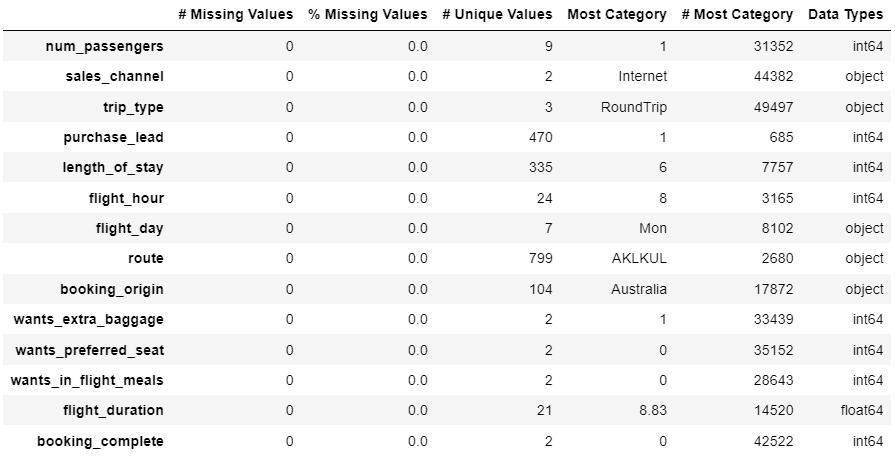 # Missing Values % Missing Values # Unique Values Most Category # Most Category Data Types
num_passengers 0 0.0 9 1 31352 int64
sales_channel 0 0.0 2 Internet 44382 object
trip_type 0 0.0 3 RoundTrip 49497 object
purchase_lead 0 0.0 470 1 685 int64
length_of_stay 0 0.0 335 6 7757 int64
flight_hour 0 0.0 24 8 3165 int64
flight_day 0 0.0 7 Mon 8102 object
route 0 0.0 799 AKLKUL 2680 object
booking_origin 0 0.0 104 Australia 17872 object
wants_extra_baggage 0 0.0 2 1 33439 int64
wants_preferred_seat 0 0.0 2 0 35152 int64
wants_in_flight_meals 0 0.0 2 0 28643 int64
flight_duration 0 0.0 21 8.83 14520 float64
booking_complete 0 0.0 2 0 42522 int64